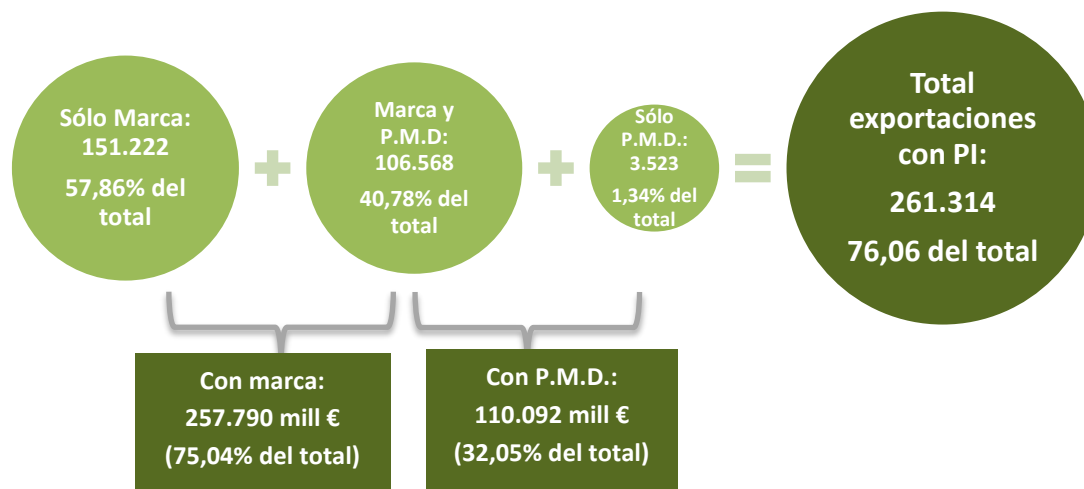 Sólo Marca:
151.222
57,86% del
total
Marca y
P.M.D:
106.568
40,78% del
total
Sólo
P.M.D.:
3.523
1,34% del
total
Total
exportaciones
con PI:
261.314
76,06 del total
Con marca:
257.790 mill €
(75,04% del total)
Con P.M.D.:
110.092 mill €
(32,05% del total)